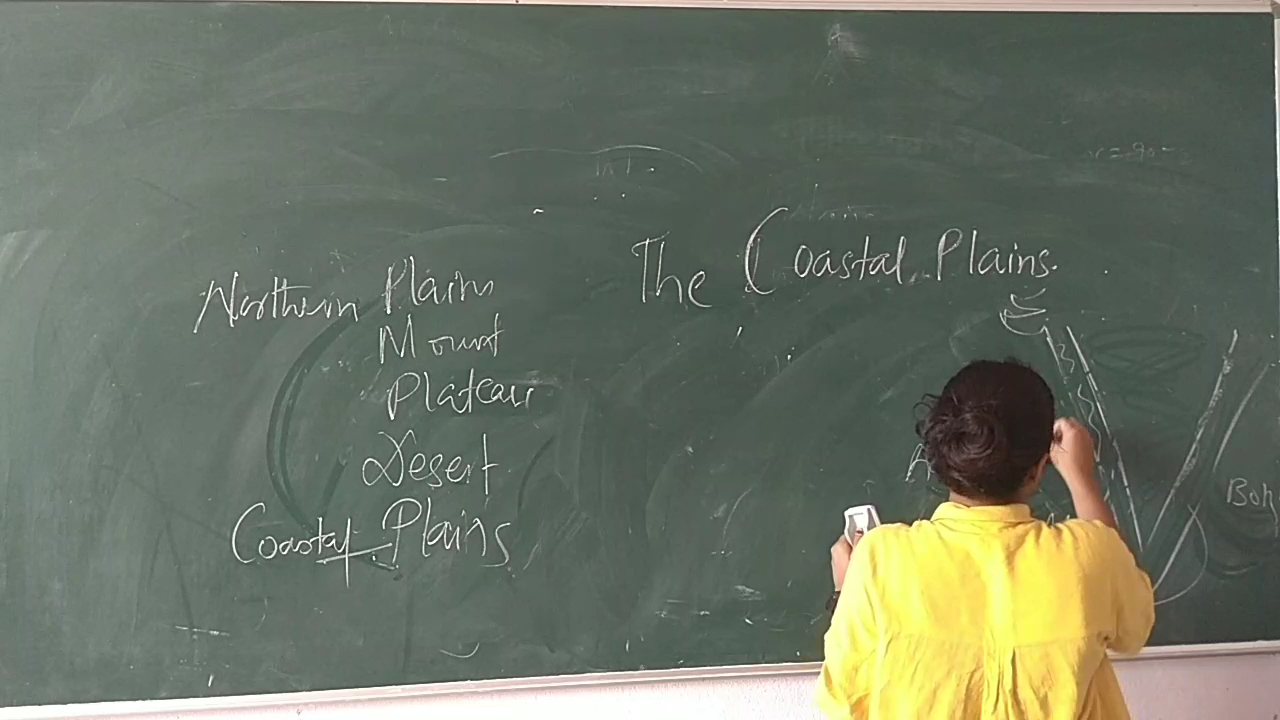 The Coastal Plains.
Northern Plains
Mount
Plateau
Desert
Coastal Plains